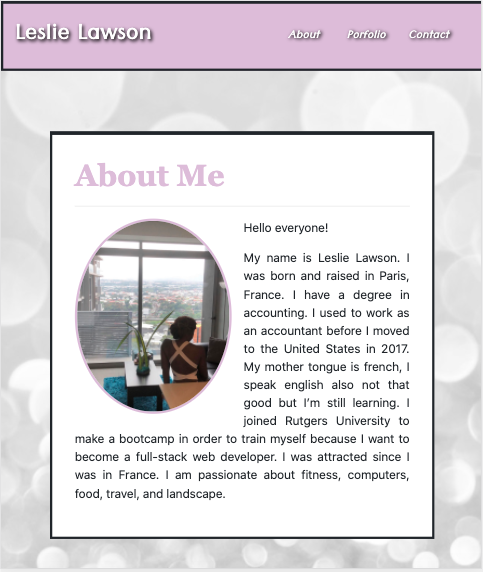 Leslie Lawson
About Porfolio Contact
About Me
Hello everyone!
My name is Leslie Lawson. I
was born and raised in Paris,
France. I have a degree in
accounting. I used to work as
an accountant before I moved
to the United States in 2017.
My mother tongue is french, I
speak english also not that
good but I'm still learning. I
joined Rutgers University to
make a bootcamp in order to train myself because I want to
become a full-stack web developer. I was attracted since I
was in France. I am passionate about fitness, computers,
food, travel, and landscape.